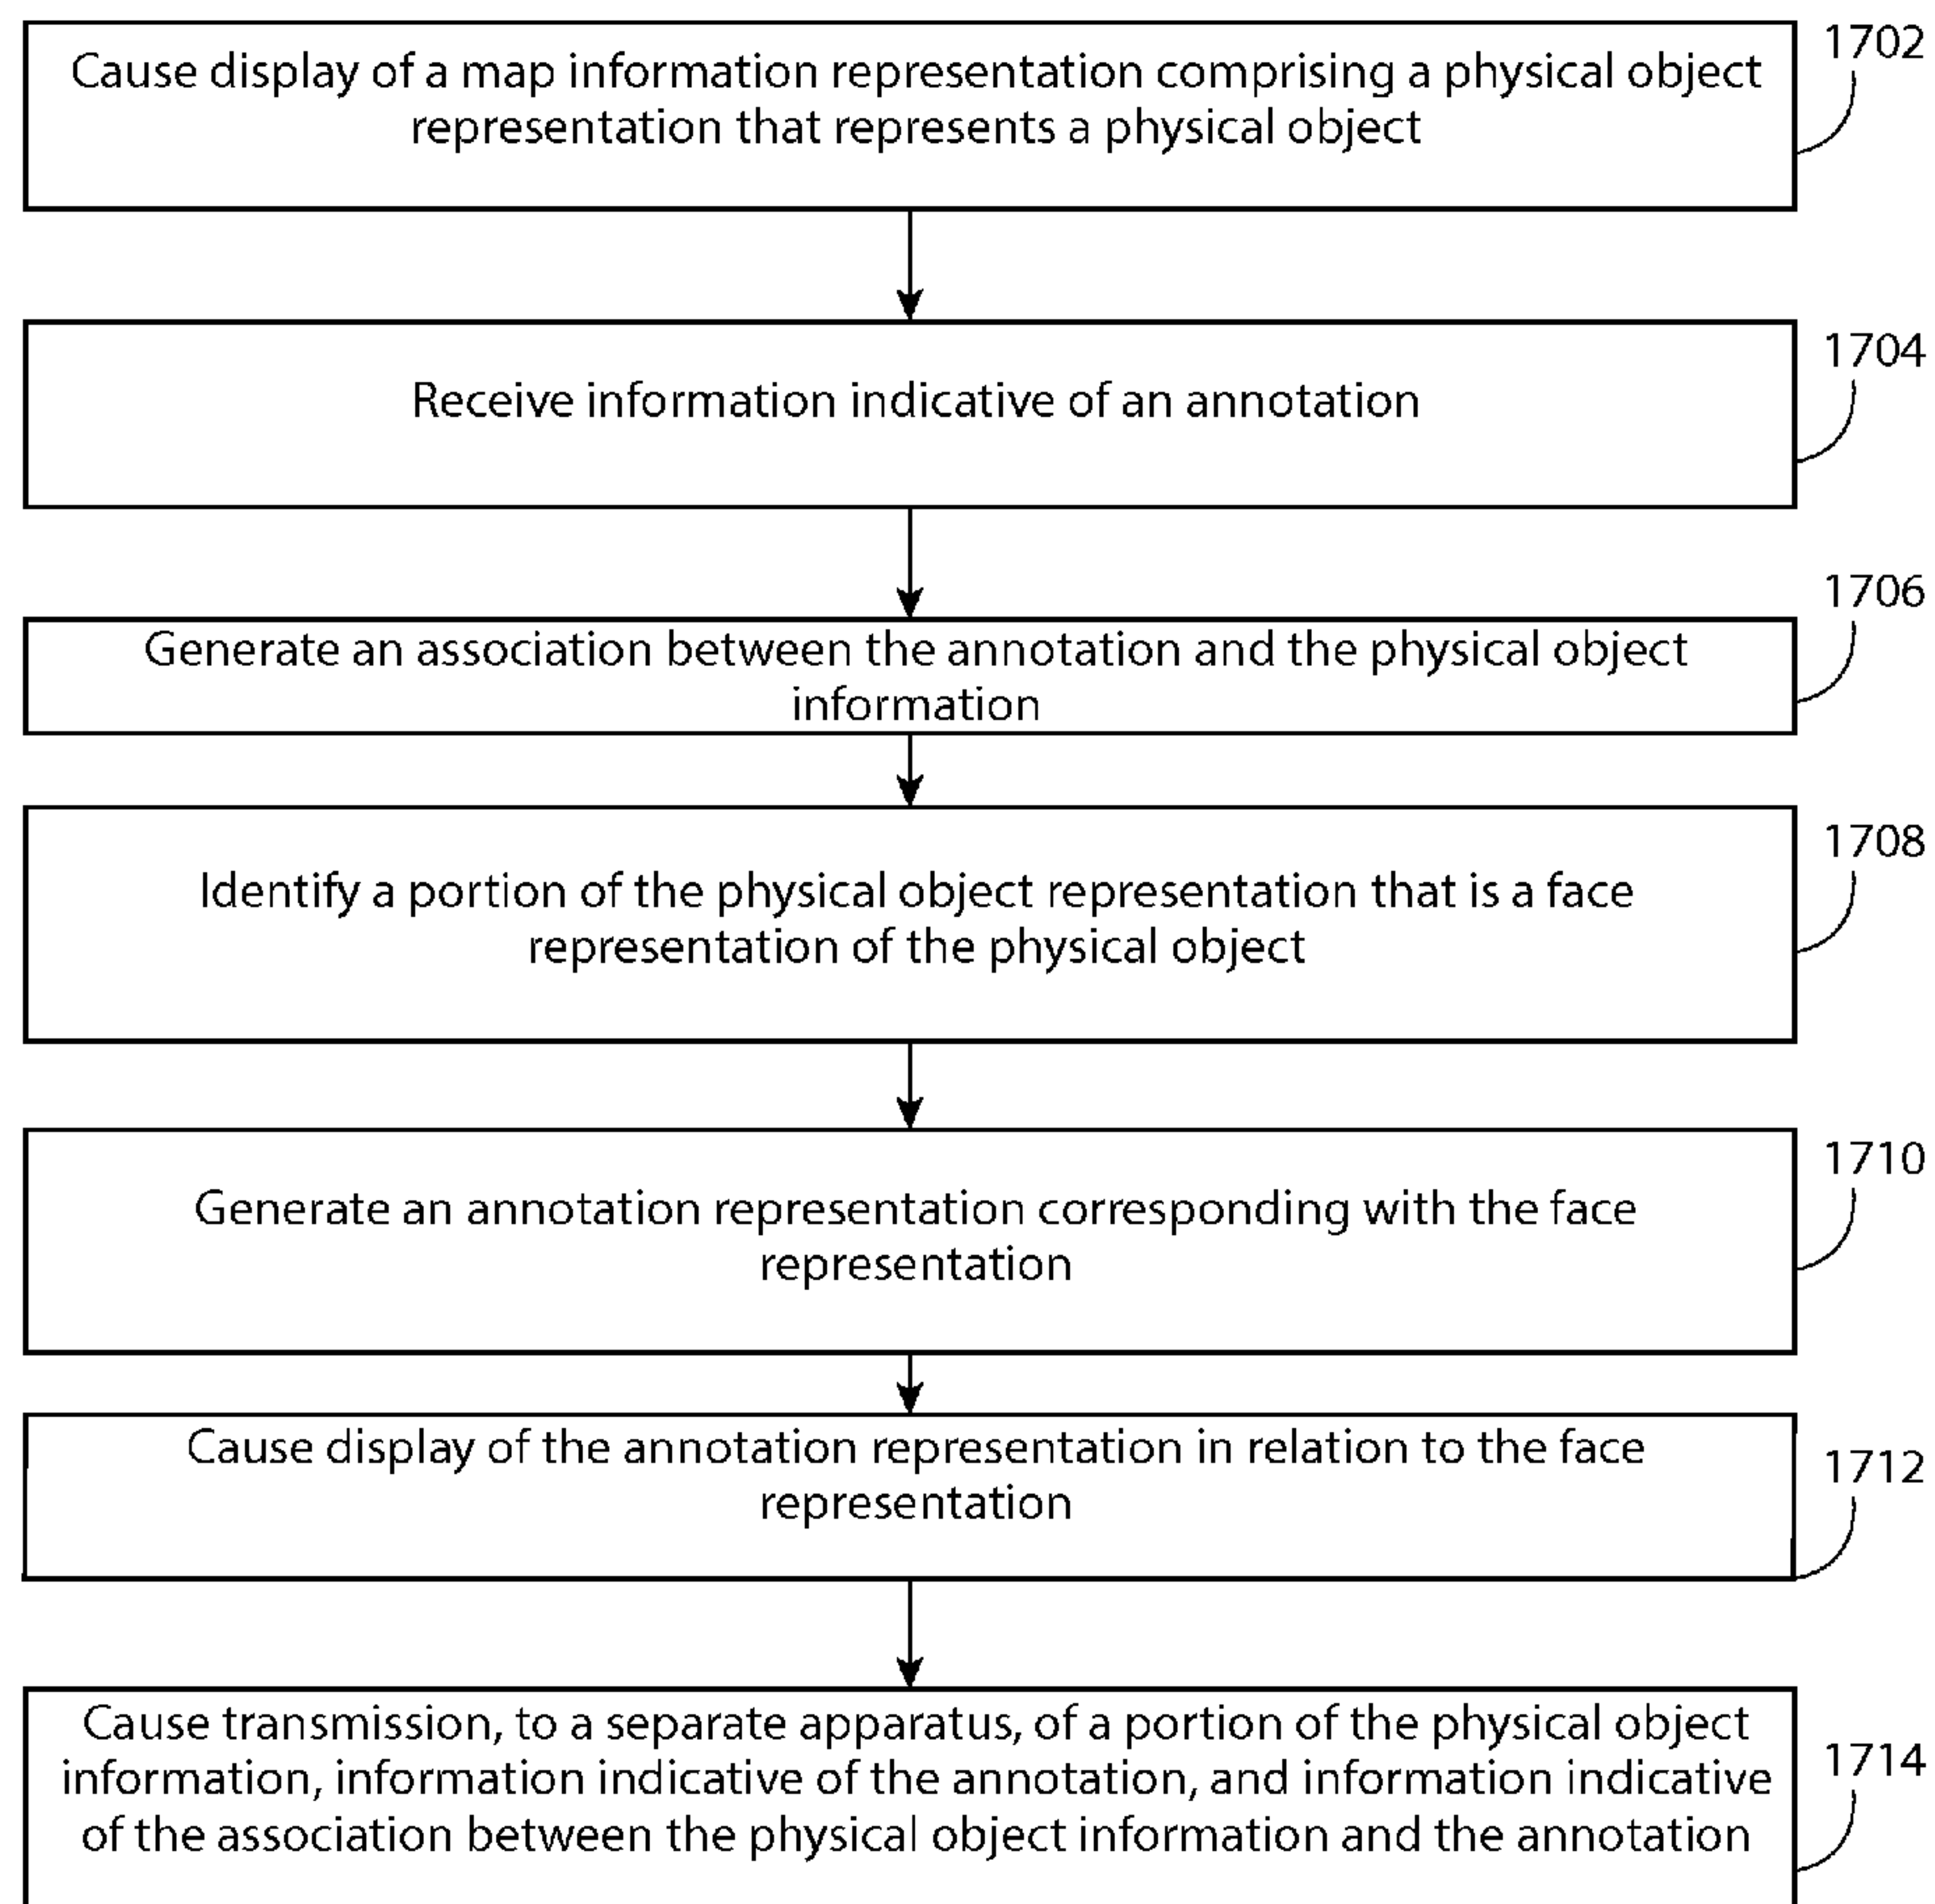 Cause display of a map information representation comprising a physical object
representation that represents a physical object
1702
Receive information indicative of an annotation
1704
Generate an association between the annotation and the physical object
information
1706
Identify a portion of the physical object representation that is a face
representation of the physical object
1708
Generate an annotation representation corresponding with the face
representation
1710
Cause display of the annotation representation in relation to the face
representation
1712
Cause transmission, to a separate apparatus, of a portion of the physical object
information, information indicative of the annotation, and information indicative
of the association between the physical object information and the annotation
1714